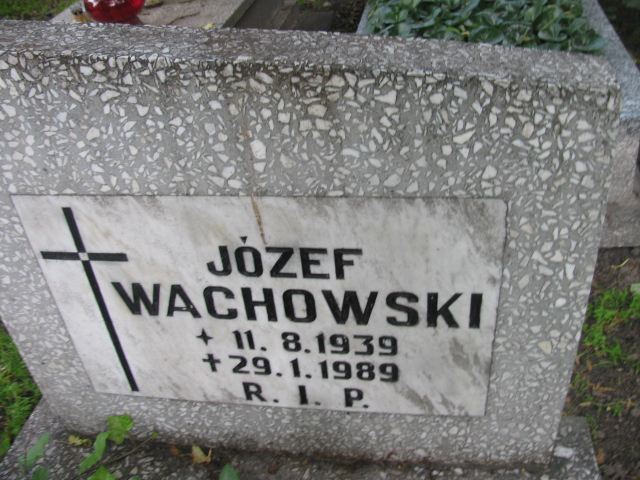 JÓZEF
WACHOWSKI
+ 11. 8.1939
+ 29.1.1989
R. I. P.